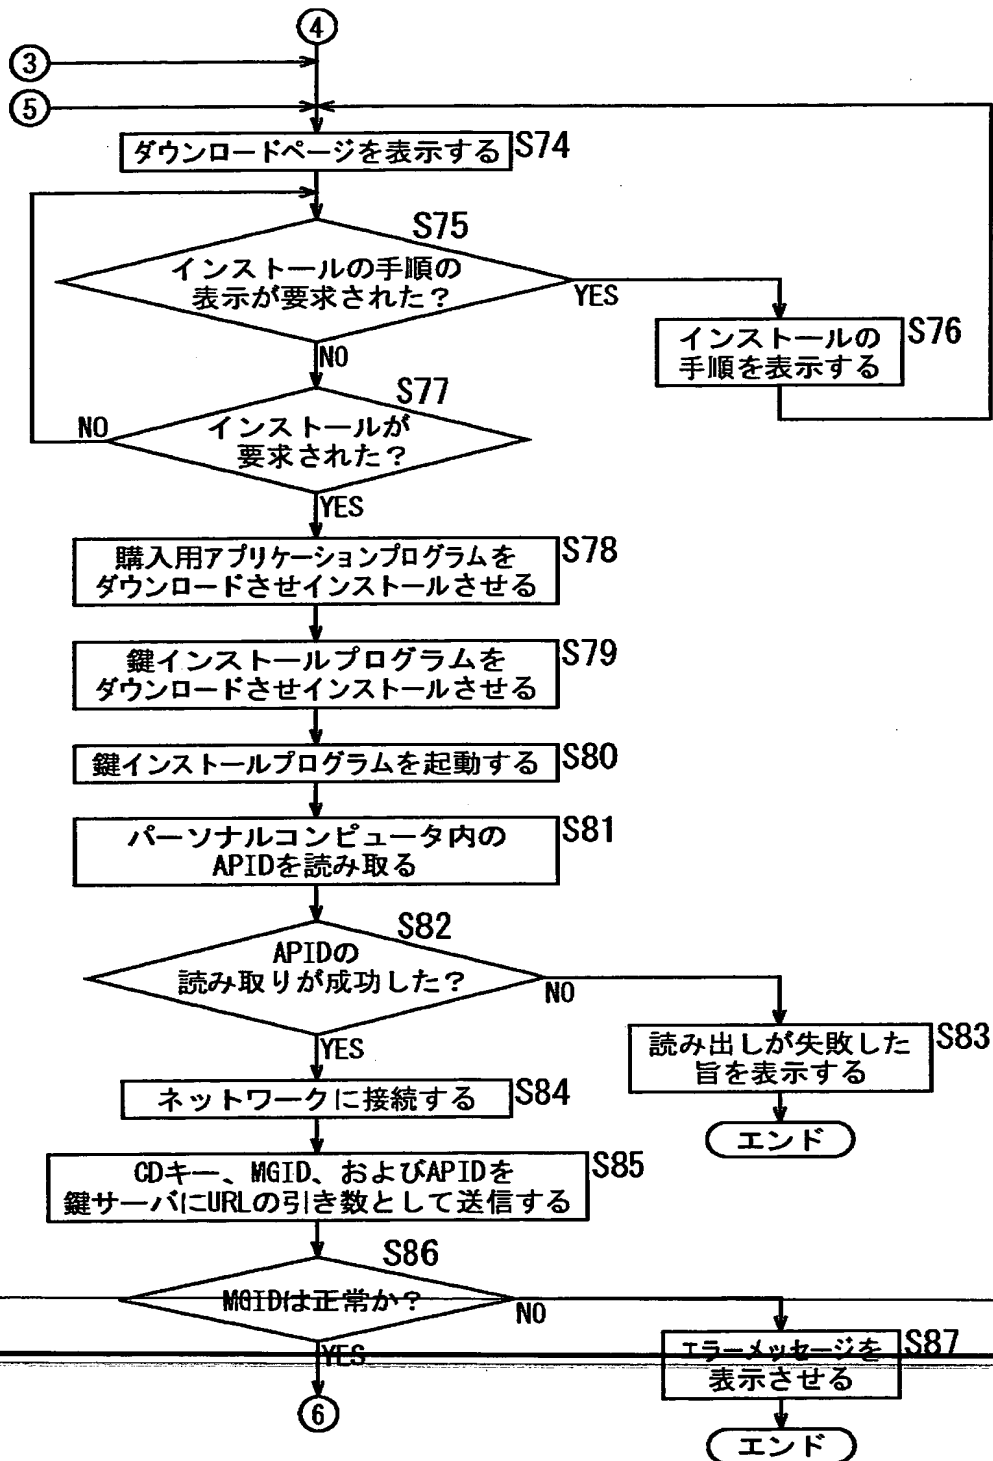 ④
③
⑤
ダウンロードページを表示する
S74
S75
インストールの手順の
表示が要求された？
YES
NO
インストールの
手順を表示する
S76
S77
インストールが
要求された？
NO
YES
購入用アプリケーションプログラムを
ダウンロードさせインストールさせる
S78
鍵インストールプログラムを
ダウンロードさせインストールさせる
S79
鍵インストールプログラムを起動する
S80
パーソナルコンピュータ内の
APIDを読み取る
S81
S82
APIDの
読み取りが成功した？
NO
YES
読み出しが失敗した
旨を表示する
S83
エンド
ネットワークに接続する
S84
CDキー、MGID、およびAPIDを
鍵サーバにURLの引き数として送信する
S85
S86
MGIDは正常か？
NO
YES
エラーメッセージを
表示させる
S87
エンド
⑥